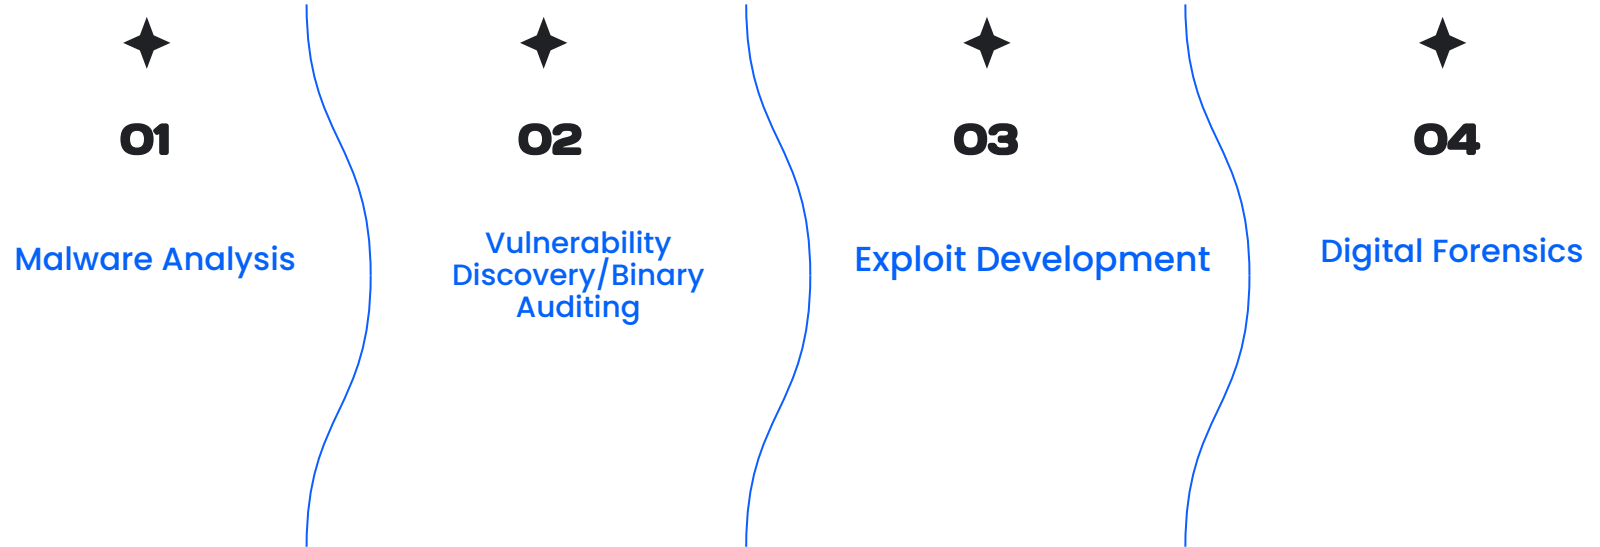 01
Malware Analysis
02
Vulnerability
Discovery/Binary
Auditing
03
Exploit Development
04
Digital Forensics